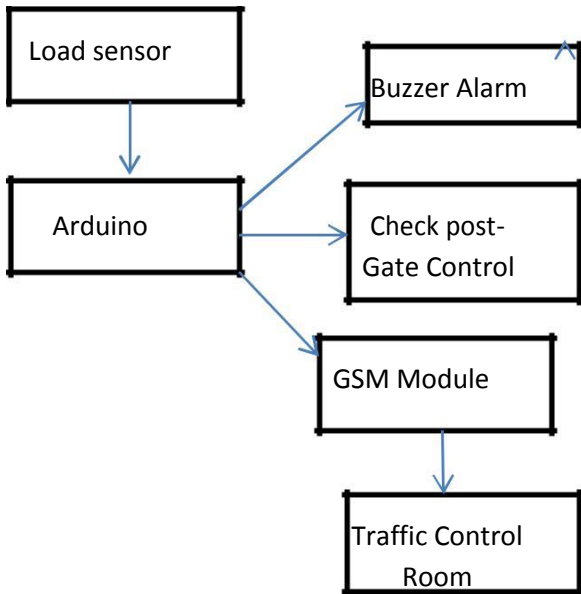 Load sensor
Buzzer Alarm
Arduino
Check post-
Gate Control
GSM Module
Traffic Control
Room